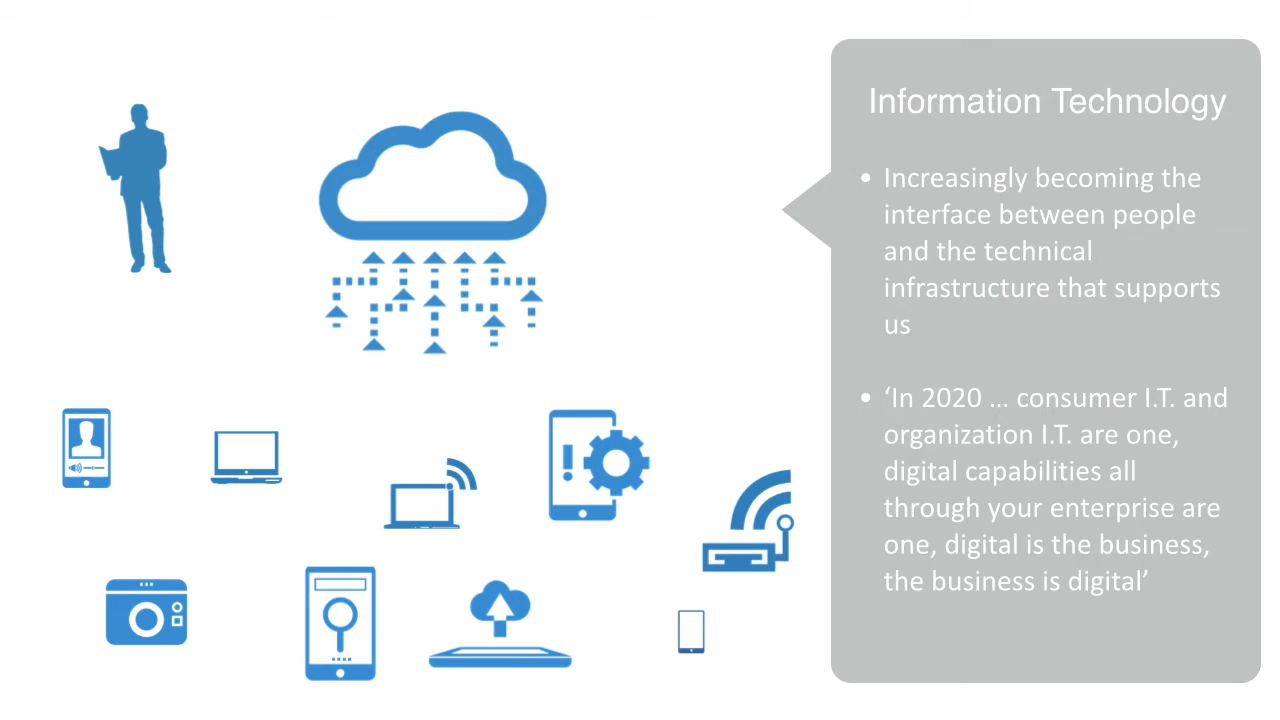 Information Technology
• Increasingly becoming the
interface between people
and the technical
infrastructure that supports
us
• ‘In 2020 … consumer I.T. and
organization I.T. are one,
digital capabilities all
through your enterprise are
one, digital is the business,
the business is digital’